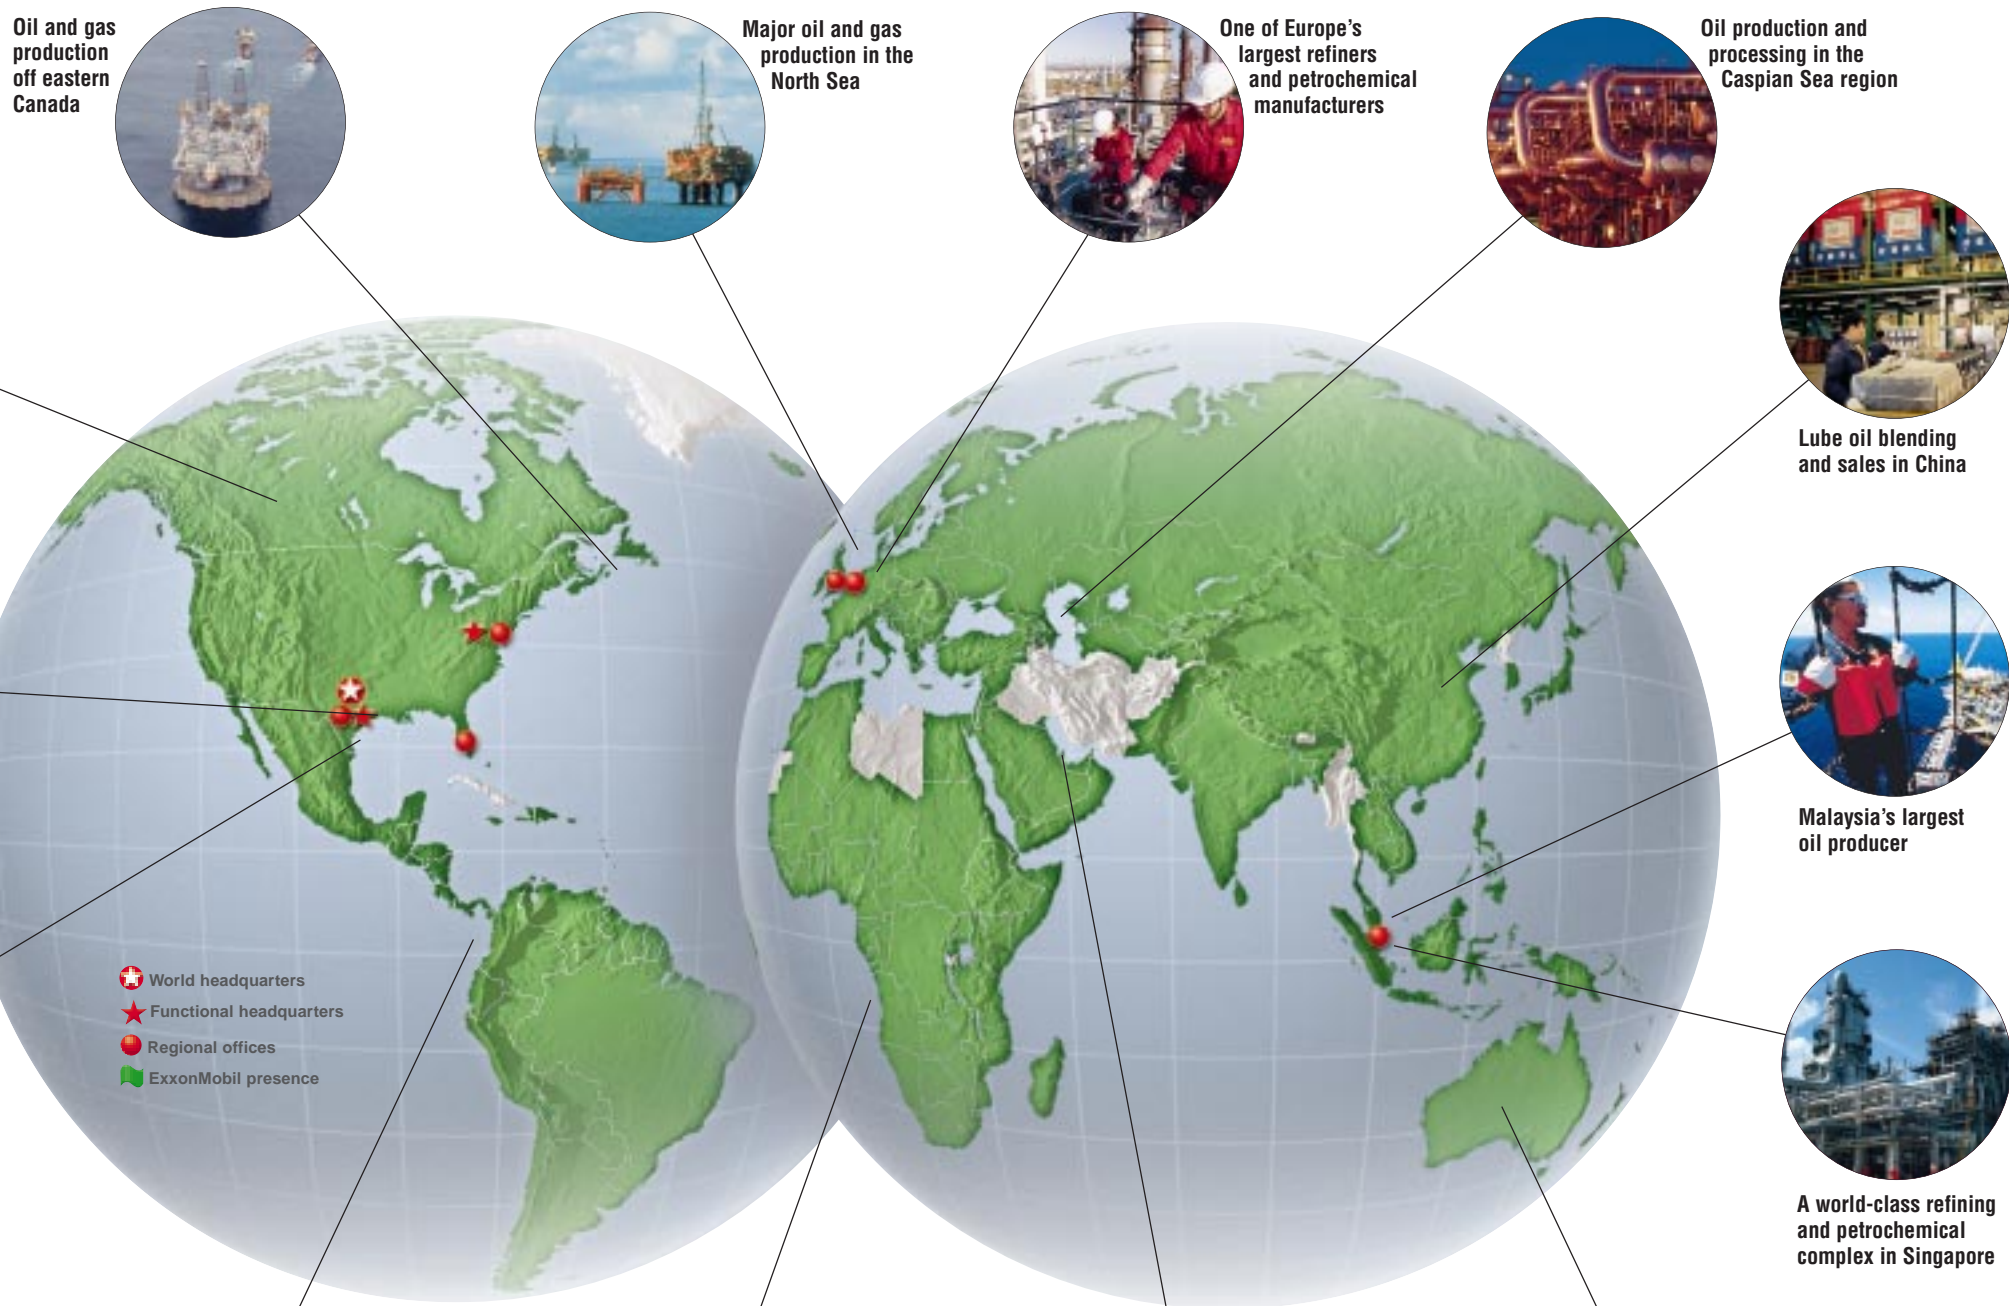 Oil and gas
production
off eastern
Canada
Major oil and gas
production in the
North Sea
One of Europe's
largest refiners
and petrochemical
manufacturers
Oil production and
processing in the
Caspian Sea region
Lube oil blending
and sales in China
Malaysia's largest
oil producer
A world-class refining
and petrochemical
complex in Singapore
World headquarters
Functional headquarters
Regional offices
ExxonMobil presence